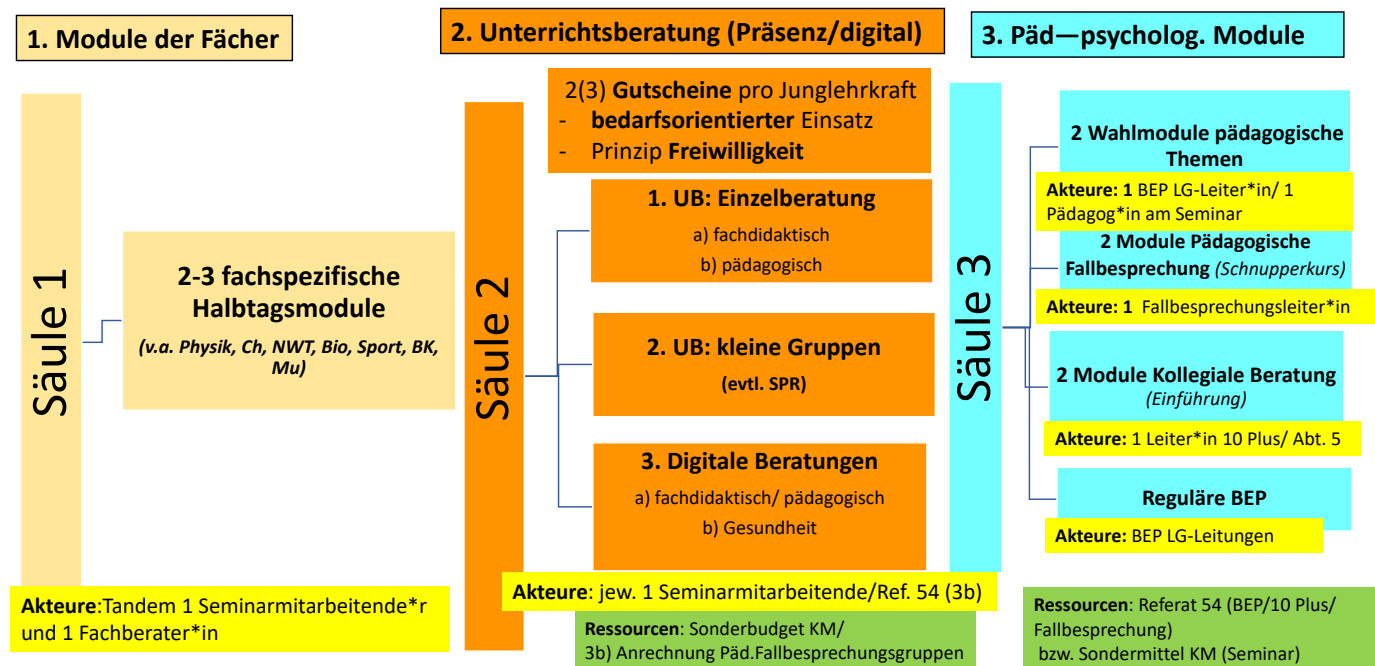 1. Module der Fächer
Säule 1
2-3 fachspezifische
Halbtagsmodule
(v.a. Physik, Ch, NWT, Bio, Sport, BK,
Mu)
Akteure:Tandem 1 Seminarmitarbeitende*r
und 1 Fachberater*in
2. Unterrichtsberatung (Präsenz/digital)
Säule 2
2(3) Gutscheine pro Junglehrkraft
- bedarfsorientierter Einsatz
- Prinzip Freiwilligkeit
1. UB: Einzelberatung
a) fachdidaktisch
b) pädagogisch
2. UB: kleine Gruppen
(evtl. SPR)
3. Digitale Beratungen
a) fachdidaktisch/ pädagogisch
b) Gesundheit
Akteure: jew. 1 Seminarmitarbeitende/Ref. 54 (3b)
Ressourcen: Sonderbudget KM/
3b) Anrechnung Päd.Fallbesprechungsgruppen
3. Päd—psycholog. Module
Säule 3
2 Wahlmodule pädagogische
Themen
Akteure: 1 BEP LG-Leiter*in/ 1
Pädagog*in am Seminar
2 Module Pädagogische
Fallbesprechung (Schnupperkurs)
Akteure: 1 Fallbesprechungsleiter*in
2 Module Kollegiale Beratung
(Einführung)
Akteure: 1 Leiter*in 10 Plus/ Abt. 5
Reguläre BEP
Akteure: BEP LG-Leitungen
Ressourcen: Referat 54 (BEP/10 Plus/
Fallbesprechung)
bzw. Sondermittel KM (Seminar)